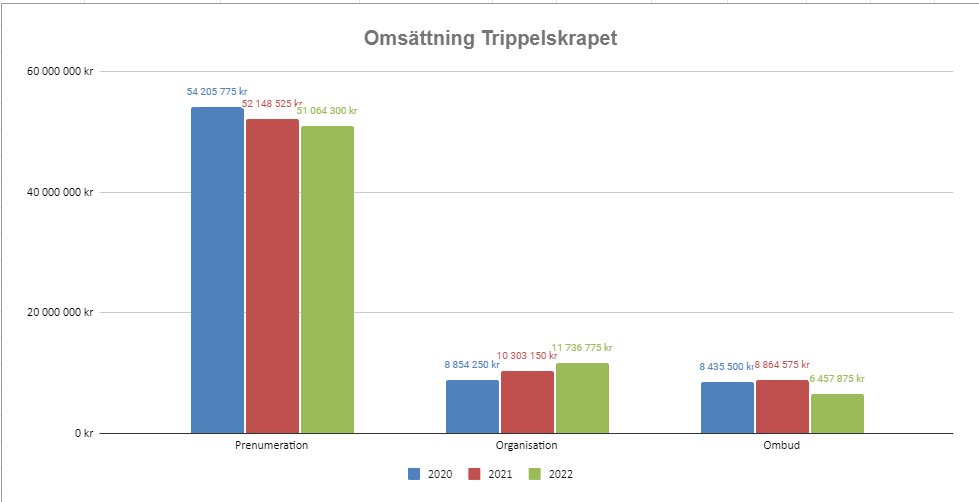 Omsättning Trippelskrapet
60 000 000 kr
40 000 000 kr
20 000 000 kr
0 kr
54 205 775 kr
52 148 525 kr
51 064 300 kr
8 854 250 kr
10 303 150 kr
11 736 775 kr
8 435 500 kr
8 864 575 kr
6 457 875 kr
Prenumeration
Organisation
Ombud
2020
2021
2022